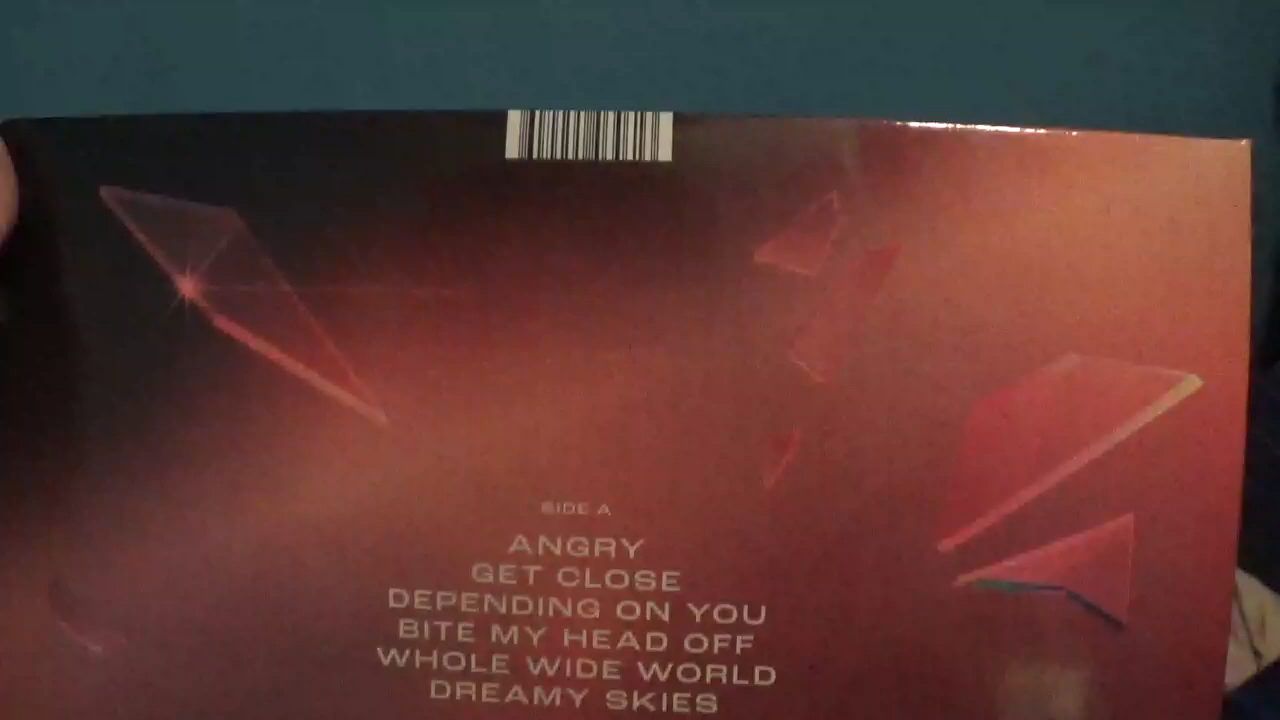 SIDE A
ANGRY
GET CLOSE
DEPENDING ON YOU
BITE MY HEAD OFF
WHOLE WIDE WORLD
DREAMY SKIES